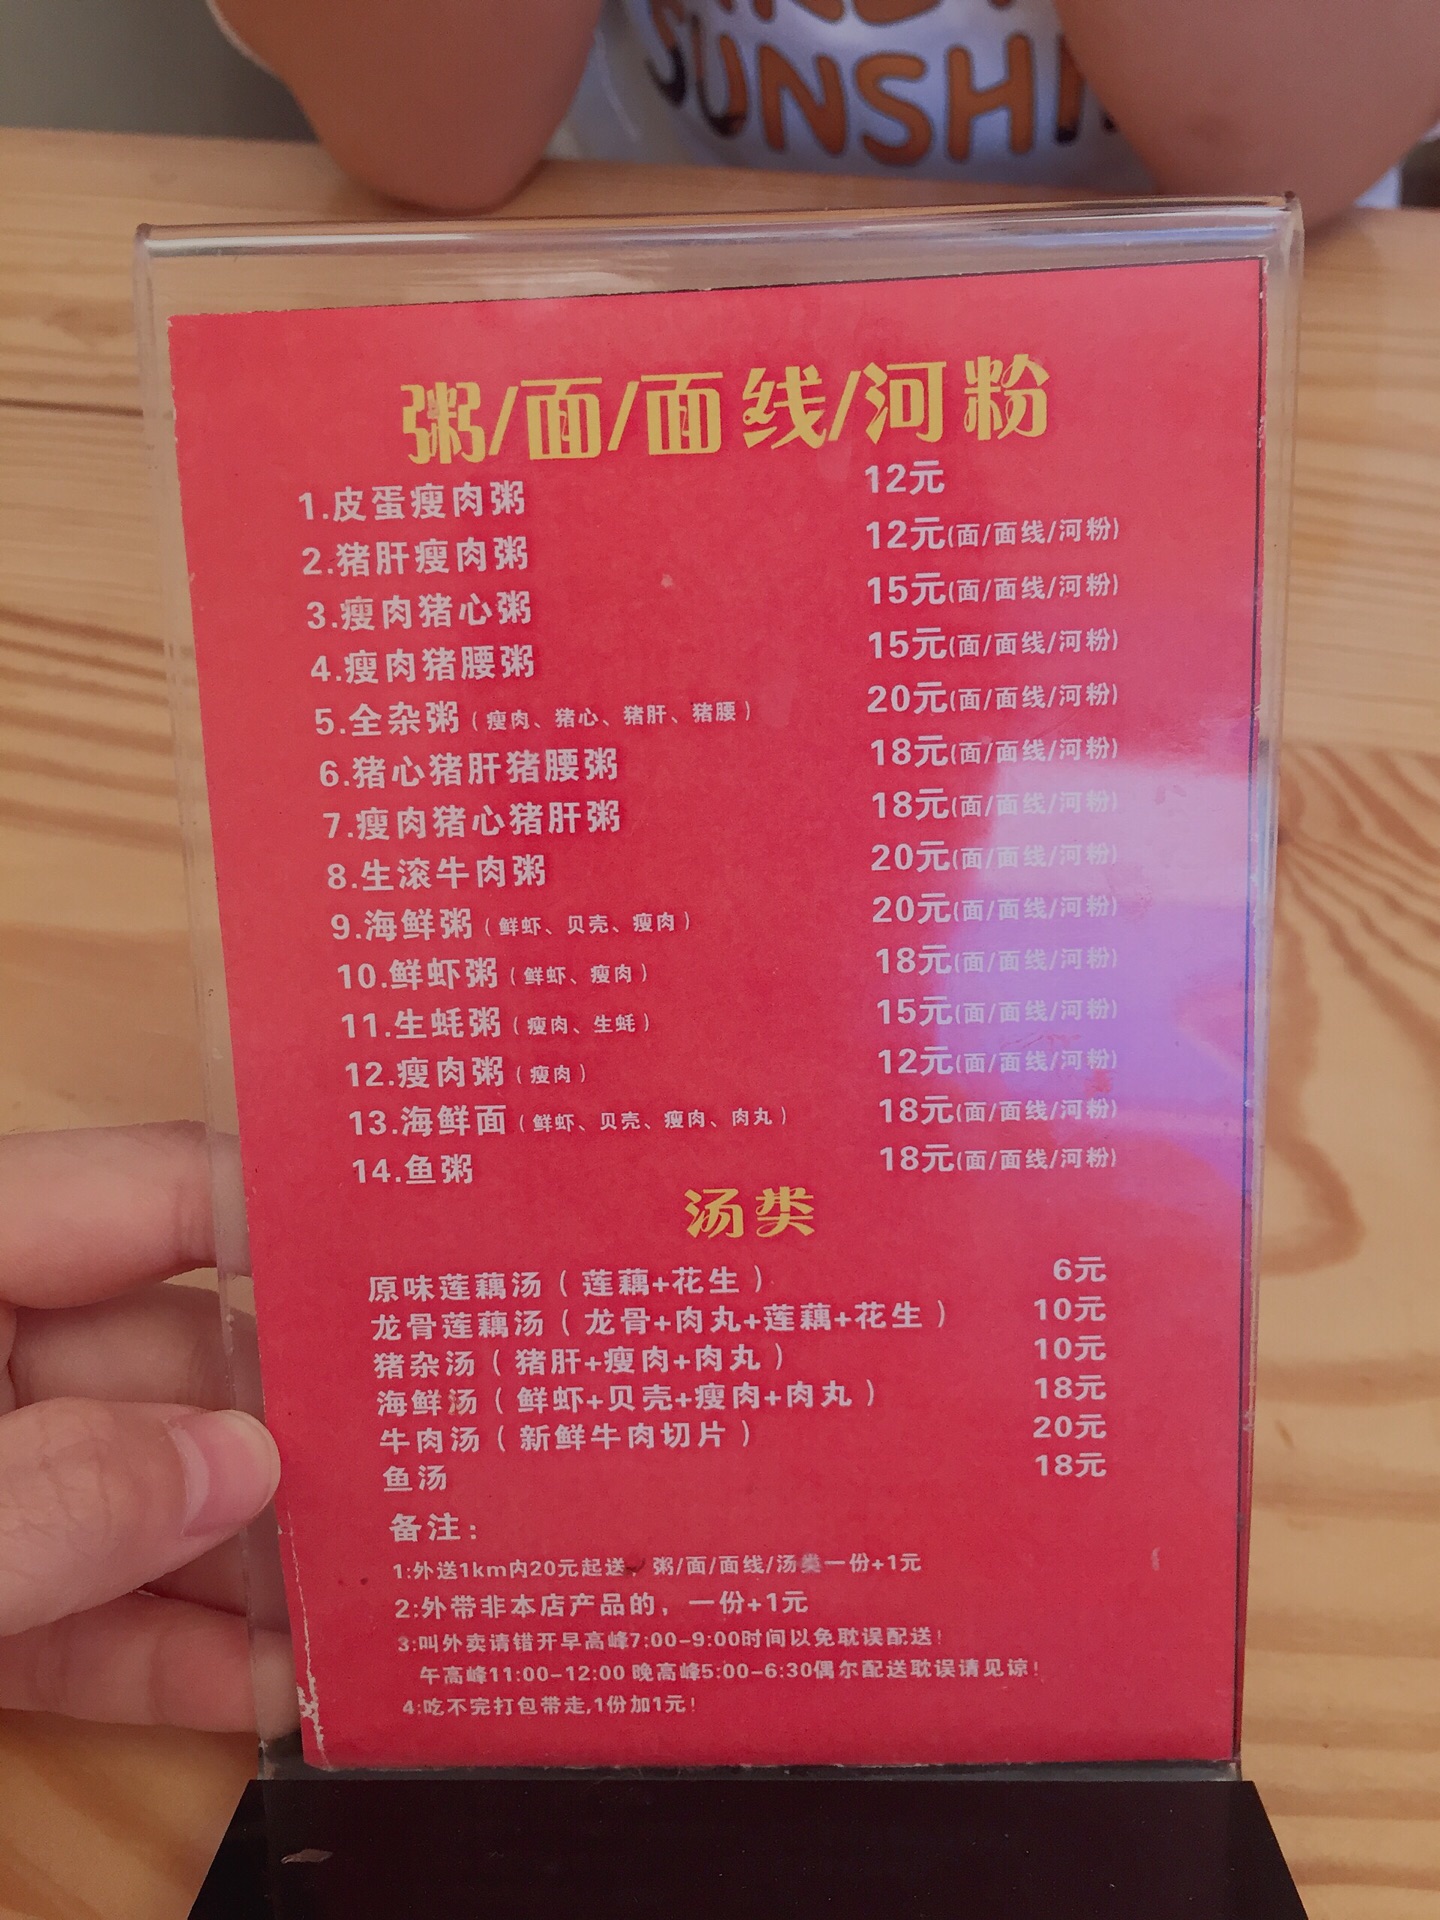 SUNSHI
粥/面/面线/河粉
1.皮蛋瘦肉粥 12元
2.猪肝瘦肉粥 12元(面/面线/河粉)
3.瘦肉猪心粥 15元(面/面线/河粉)
4.瘦肉猪腰粥 15元(面/面线/河粉)
5.全杂粥(瘦肉、猪心、猪肝、猪腰) 20元(面/面线/河粉)
6.猪心猪肝猪腰粥 18元(面/面线/河粉)
7.瘦肉猪心猪肝粥 18元(面/面线/河粉)
8.生滚牛肉粥 20元(面/面线/河粉)
9.海鲜粥(鲜虾、贝壳、瘦肉) 20元(面/面线/河粉)
10.鲜虾粥(鲜虾、瘦肉) 18元(面/面线/河粉)
11.生蚝粥(瘦肉、生蚝) 15元(面/面线/河粉)
12.瘦肉粥(瘦肉) 12元(面/面线/河粉)
13.海鲜面(鲜虾、贝壳、瘦肉、肉丸) 18元(面/面线/河粉)
14.鱼粥 18元(面/面线/河粉)
汤类
原味莲藕汤(莲藕+花生) 6元
龙骨莲藕汤(龙骨+肉丸+莲藕+花生) 10元
猪杂汤(猪肝+瘦肉+肉丸) 10元
海鲜汤(鲜虾+贝壳+瘦肉+肉丸) 18元
牛肉汤(新鲜牛肉切片) 20元
鱼汤 18元
备注:
1:外送1km内20元起送,粥/面/面线/汤类一份+1元
2:外带非本店产品的,一份+1元
3:叫外卖请错开早高峰7:00-9:00时间以免耽误配送!
午高峰11:00-12:00 晚高峰5:00-6:30偶尔配送耽误请见谅!
4:吃不完打包带走,1份加1元!